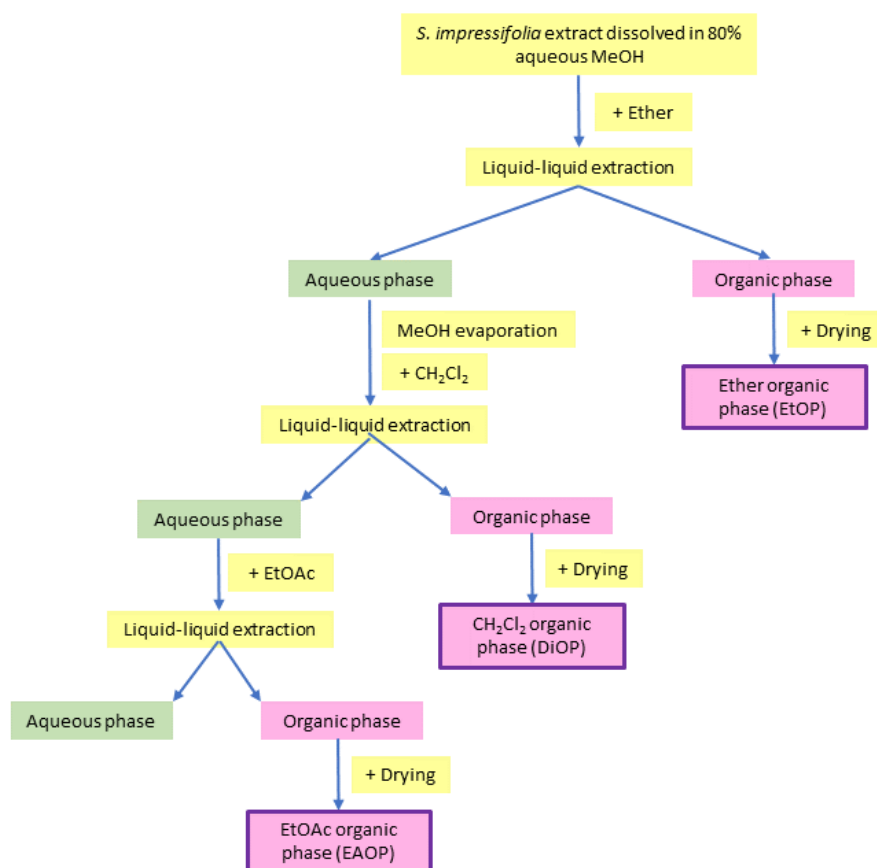 S. impressifolia extract dissolved in 80%
aqueous MeOH
+ Ether
Liquid-liquid extraction
Aqueous phase
Organic phase
MeOH evaporation
+ Drying
+ CH₂Cl₂
Ether organic
phase (EtOP)
Liquid-liquid extraction
Aqueous phase
Organic phase
+ EtOAc
+ Drying
Liquid-liquid extraction
CH₂Cl₂ organic
phase (DiOP)
Aqueous phase
Organic phase
+ Drying
EtOAc organic
phase (EAOP)